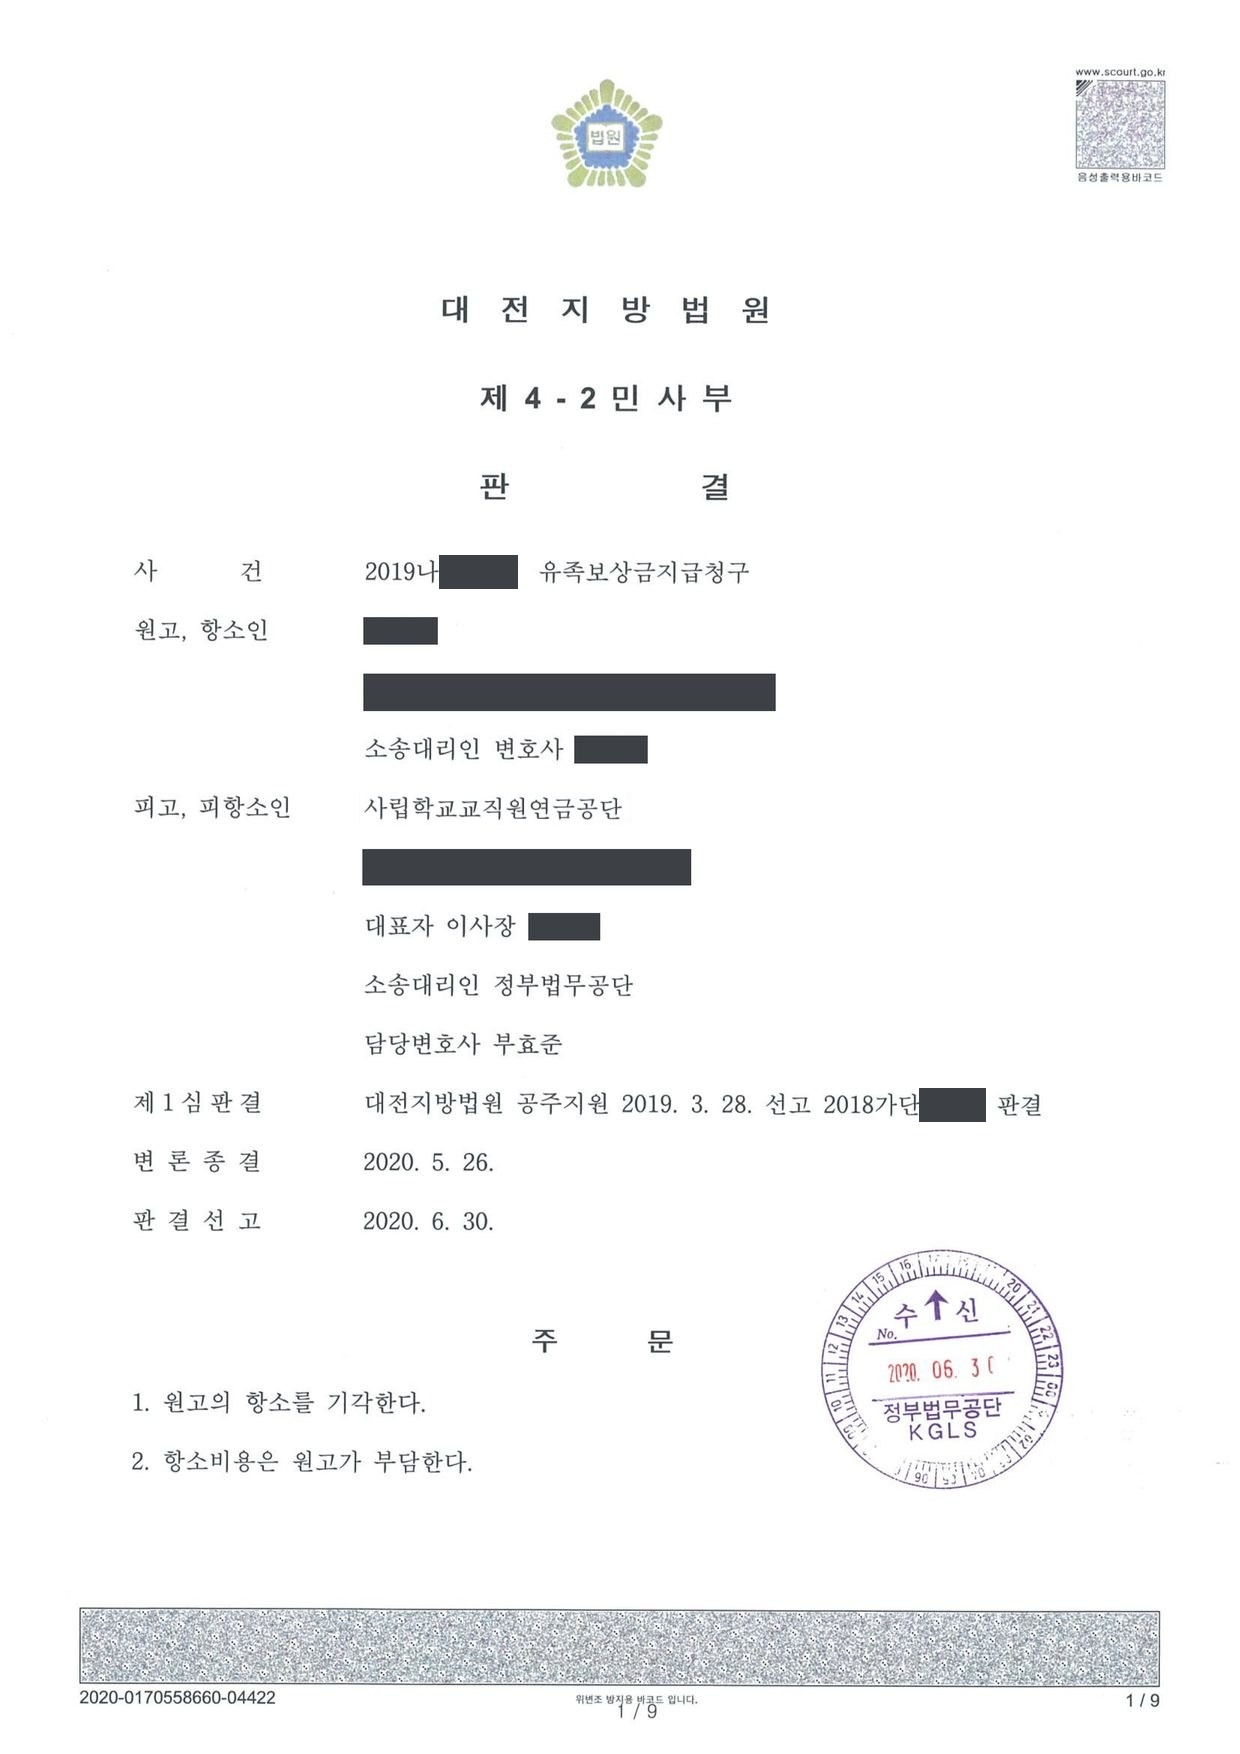 www.scourt.go.kr
법원
음성출력용바코드
대 전 지 방 법 원
제 4 - 2 민 사 부
판 결
사 건 2019나 유족보상금지급청구
원고, 항소인
소송대리인 변호사
피고, 피항소인 사립학교교직원연금공단
대표자 이사장
소송대리인 정부법무공단
담당변호사 부효준
제 1 심 판 결 대전지방법원 공주지원 2019. 3. 28. 선고 2018가단 판결
변 론 종 결 2020. 5. 26.
판 결 선 고 2020. 6. 30.
주 문
1. 원고의 항소를 기각한다.
2. 항소비용은 원고가 부담한다.
수 신
No.
2020. 06. 3
정부법무공단
KGLS
2020-0170558660-04422
위변조 방지용 바코드 입니다.
1 / 9
1 / 9